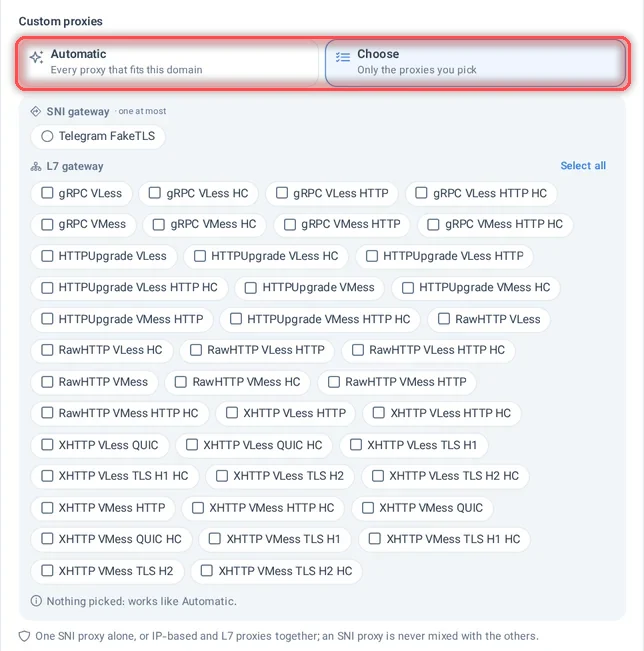 Custom proxies
Automatic
Every proxy that fits this domain
Choose
Only the proxies you pick
SNI gateway · one at most
Telegram FakeTLS
L7 gateway Select all
gRPC VLess gRPC VLess HC gRPC VLess HTTP gRPC VLess HTTP HC
gRPC VMess gRPC VMess HC gRPC VMess HTTP gRPC VMess HTTP HC
HTTPUpgrade VLess HTTPUpgrade VLess HC HTTPUpgrade VLess HTTP
HTTPUpgrade VLess HTTP HC HTTPUpgrade VMess HTTPUpgrade VMess HC
HTTPUpgrade VMess HTTP HTTPUpgrade VMess HTTP HC RawHTTP VLess
RawHTTP VLess HC RawHTTP VLess HTTP RawHTTP VLess HTTP HC
RawHTTP VMess RawHTTP VMess HC RawHTTP VMess HTTP
RawHTTP VMess HTTP HC XHTTP VLess HTTP XHTTP VLess HTTP HC
XHTTP VLess QUIC XHTTP VLess QUIC HC XHTTP VLess TLS H1
XHTTP VLess TLS H1 HC XHTTP VLess TLS H2 XHTTP VLess TLS H2 HC
XHTTP VMess HTTP XHTTP VMess HTTP HC XHTTP VMess QUIC
XHTTP VMess QUIC HC XHTTP VMess TLS H1 XHTTP VMess TLS H1 HC
XHTTP VMess TLS H2 XHTTP VMess TLS H2 HC
Nothing picked: works like Automatic.
One SNI proxy alone, or IP-based and L7 proxies together; an SNI proxy is never mixed with the others.